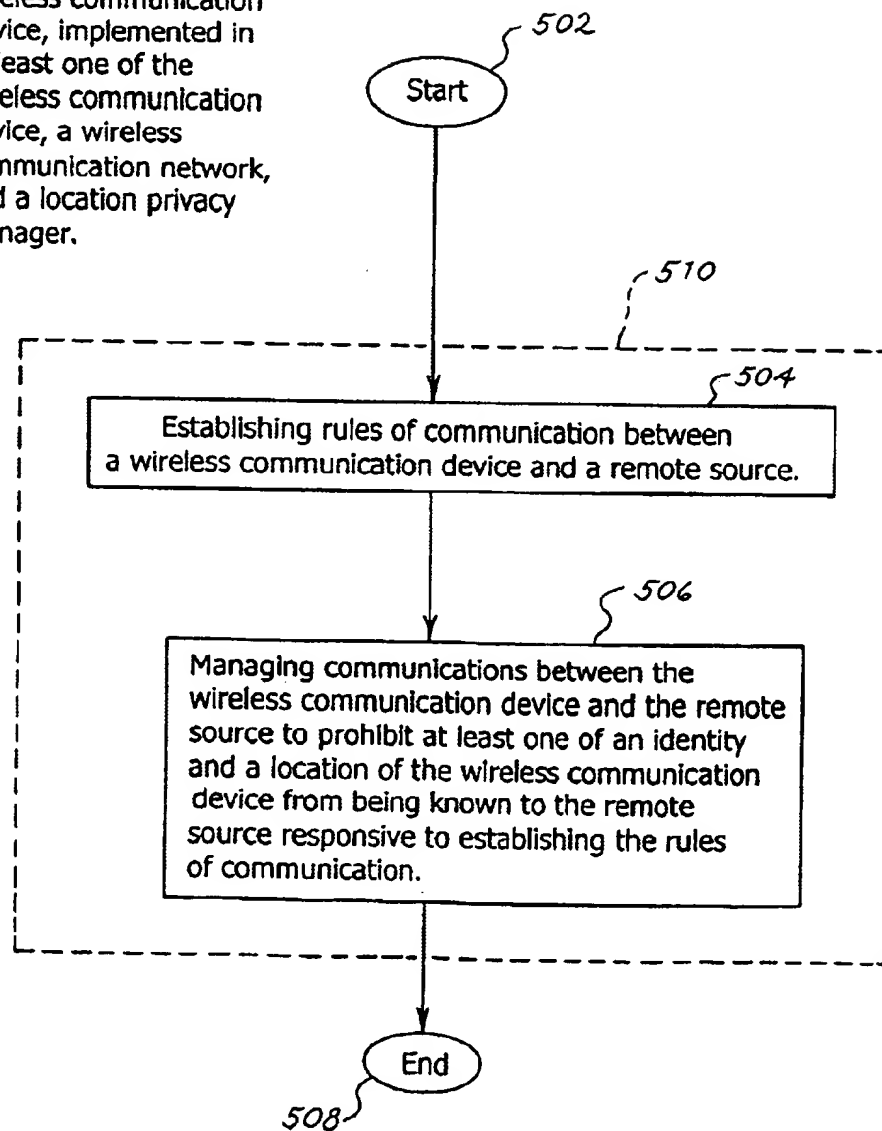 vice, implemented in
east one of the
eless communication
vice, a wireless
mmunication network,
d a location privacy
nager.
502
Start
510
504
Establishing rules of communication between
a wireless communication device and a remote source.
506
Managing communications between the
wireless communication device and the remote
source to prohibit at least one of an identity
and a location of the wireless communication
device from being known to the remote
source responsive to establishing the rules
of communication.
End
508